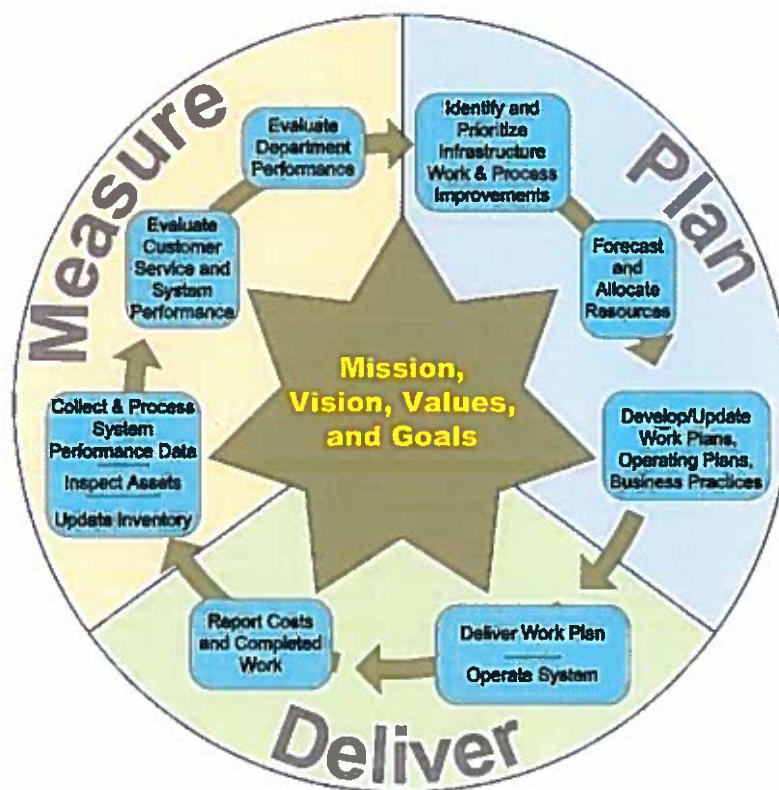 Measure
Plan
Deliver
Identify and
Prioritize
Infrastructure
Work & Process
Improvements
Forecast
and
Allocate
Resources
Develop/Update
Work Plans,
Operating Plans,
Business Practices
Deliver Work Plan
Operate System
Report Costs
and Completed
Work
Collect & Process
System
Performance Data
Inspect Assets
Update Inventory
Evaluate
Customer
Service and
System
Performance
Evaluate
Department
Performance
Mission,
Vision, Values,
and Goals